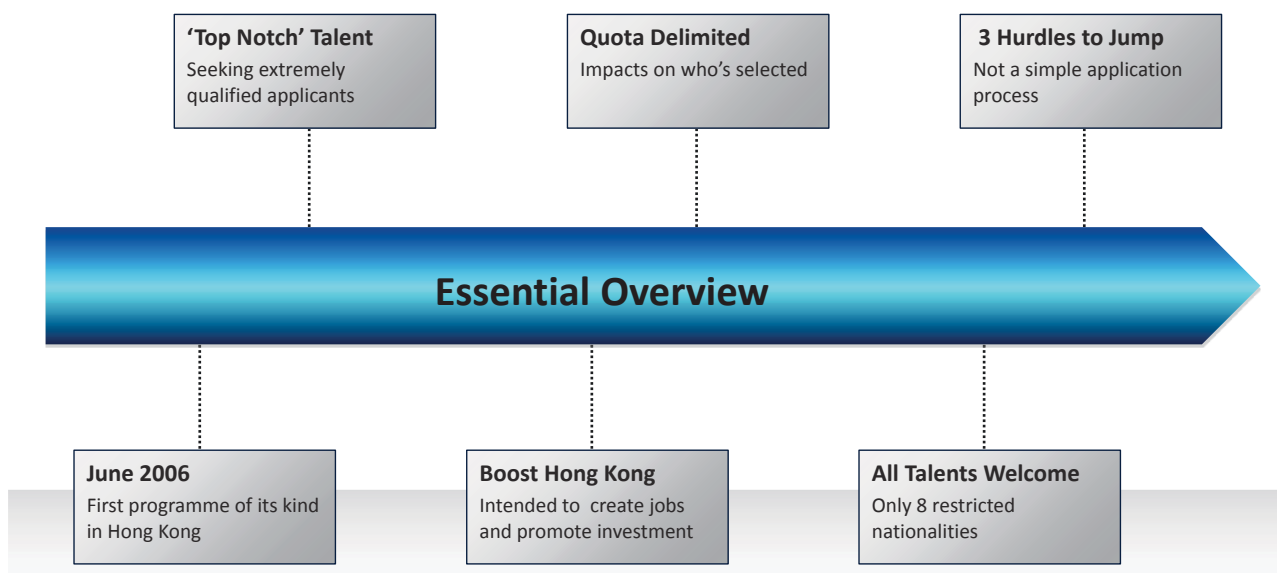 ‘Top Notch’ Talent
Seeking extremely
qualified applicants
Quota Delimited
Impacts on who’s selected
3 Hurdles to Jump
Not a simple application
process
Essential Overview
June 2006
First programme of its kind
in Hong Kong
Boost Hong Kong
Intended to create jobs
and promote investment
All Talents Welcome
Only 8 restricted
nationalities